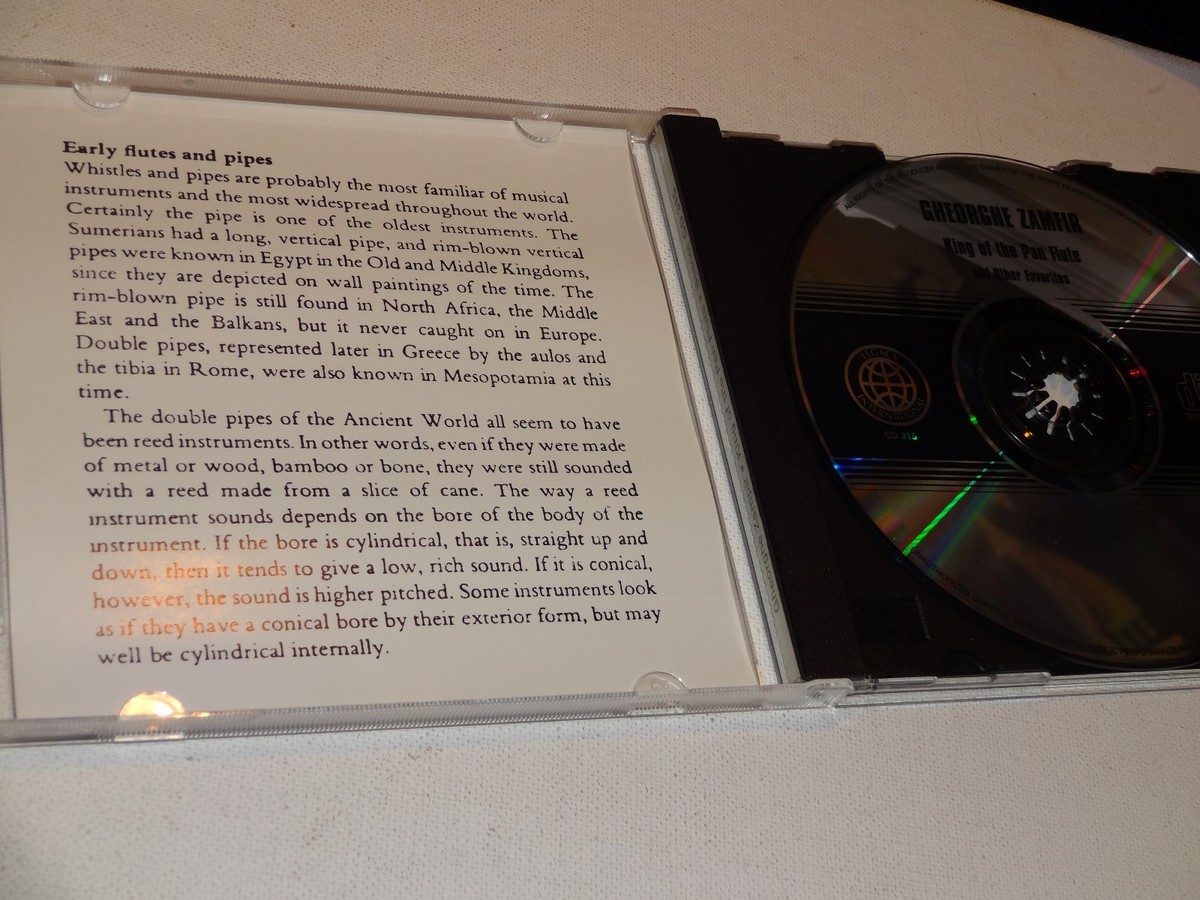 Early flutes and pipes
Whistles and pipes are probably the most familiar of musical
instruments and the most widespread throughout the world.
Certainly the pipe is one of the oldest instruments. The
Sumerians had a long, vertical pipe, and rim-blown vertical
pipes were known in Egypt in the Old and Middle Kingdoms,
since they are depicted on wall paintings of the time. The
rim-blown pipe is still found in North Africa, the Middle
East and the Balkans, but it never caught on in Europe.
Double pipes, represented later in Greece by the aulos and
the tibia in Rome, were also known in Mesopotamia at this
time.
The double pipes of the Ancient World all seem to have
been reed instruments. In other words, even if they were made
of metal or wood, bamboo or bone, they were still sounded
with a reed made from a slice of cane. The way a reed
instrument sounds depends on the bore of the body of the
instrument. If the bore is cylindrical, that is, straight up and
down, then it tends to give a low, rich sound. If it is conical,
however, the sound is higher pitched. Some instruments look
as if they have a conical bore by their exterior form, but may
well be cylindrical internally.
GHEORGHE ZAMFIR
King of the Pan Flute
and Other Favorites
LEGACY
INTERNATIONAL
CD 315